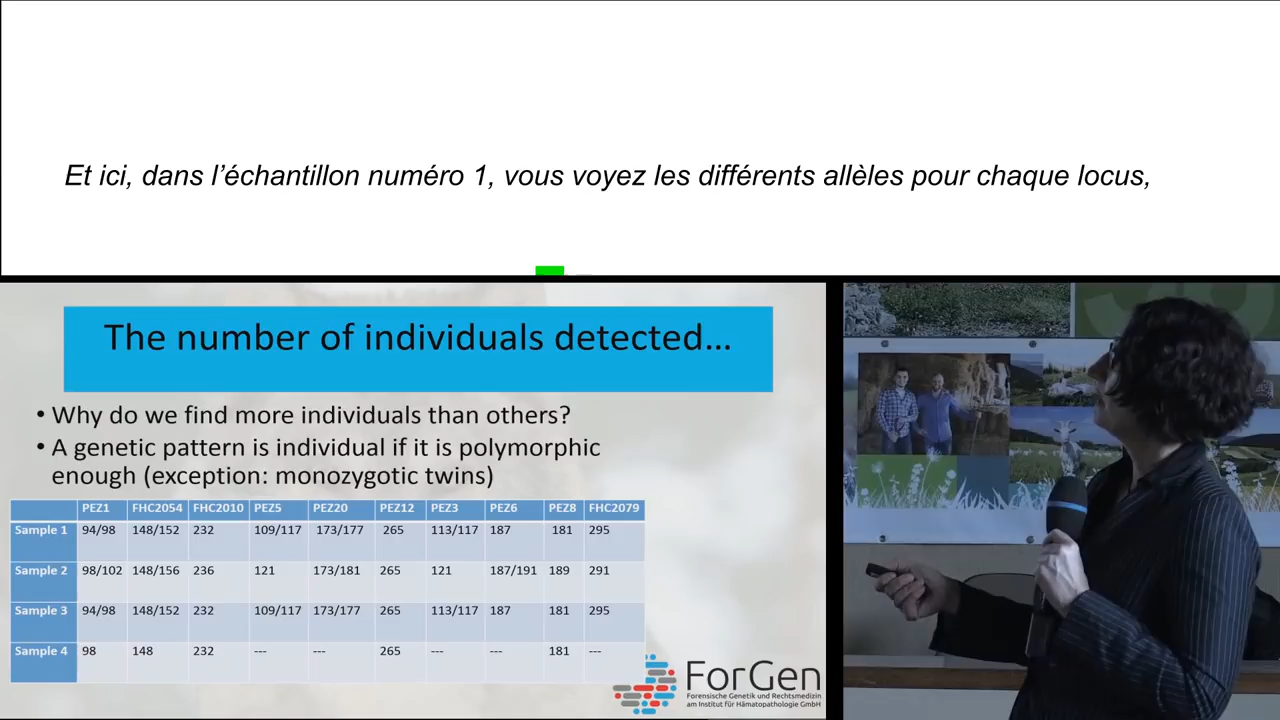 Et ici, dans l'échantillon numéro 1, vous voyez les différents allèles pour chaque locus,
The number of individuals detected...
• Why do we find more individuals than others?
• A genetic pattern is individual if it is polymorphic
enough (exception: monozygotic twins)
PEZ1 FHC2054 FHC2010 PEZ5 PEZ20 PEZ12 PEZ3 PEZ6 PEZ8 FHC2079
Sample 1 94/98 148/152 232 109/117 173/177 265 113/117 187 181 295
Sample 2 98/102 148/156 236 121 173/181 265 121 187/191 189 291
Sample 3 94/98 148/152 232 109/117 173/177 265 113/117 187 181 295
Sample 4 98 148 232 --- --- 265 --- --- 181 ---
ForGen
Forensische Genetik und Rechtsmedizin
am Institut für Hämatopathologie GmbH